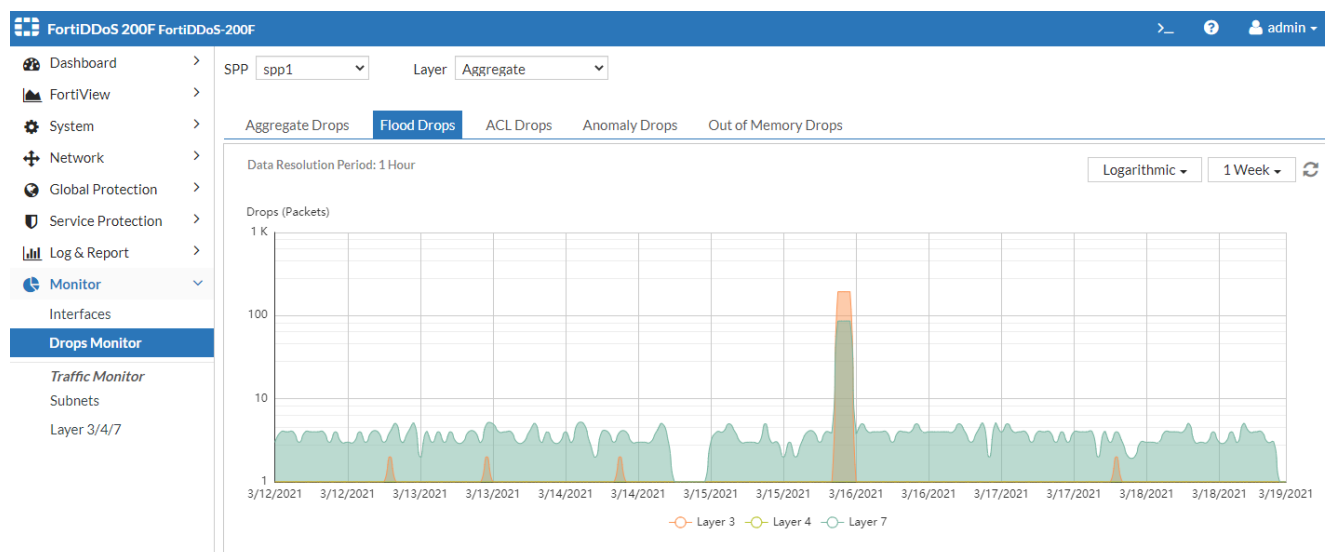 FortiDDoS 200F FortiDDoS-200F >_ ? admin
Dashboard
FortiView
System
Network
Global Protection
Service Protection
Log & Report
Monitor
Interfaces
Drops Monitor
Traffic Monitor
Subnets
Layer 3/4/7
SPP spp1 Layer Aggregate
Aggregate Drops Flood Drops ACL Drops Anomaly Drops Out of Memory Drops
Data Resolution Period: 1 Hour Logarithmic 1 Week
Drops (Packets)
1 K
100
10
1
3/12/2021 3/12/2021 3/13/2021 3/13/2021 3/14/2021 3/14/2021 3/15/2021 3/15/2021 3/16/2021 3/16/2021 3/17/2021 3/17/2021 3/18/2021 3/18/2021 3/19/2021
Layer 3 Layer 4 Layer 7